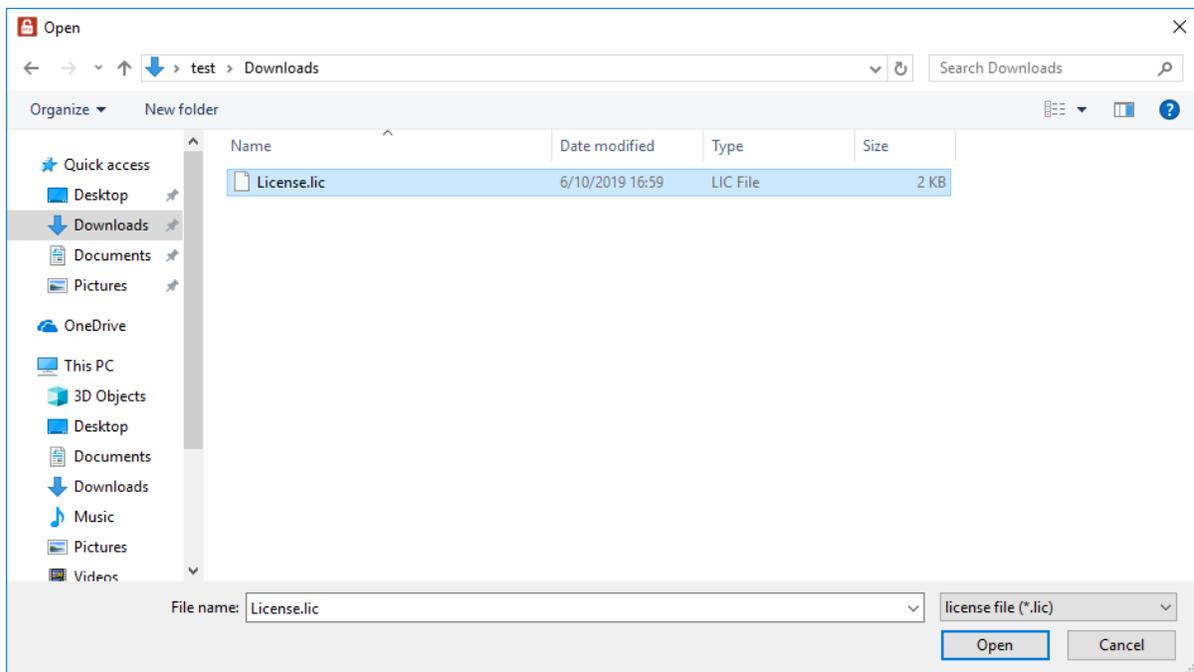 Open
test > Downloads
Search Downloads
Organize
New folder
Name
Date modified
Type
Size
License.lic
6/10/2019 16:59
LIC File
2 KB
Quick access
Desktop
Downloads
Documents
Pictures
OneDrive
This PC
3D Objects
Desktop
Documents
Downloads
Music
Pictures
Videos
File name: License.lic
license file (*.lic)
Open
Cancel